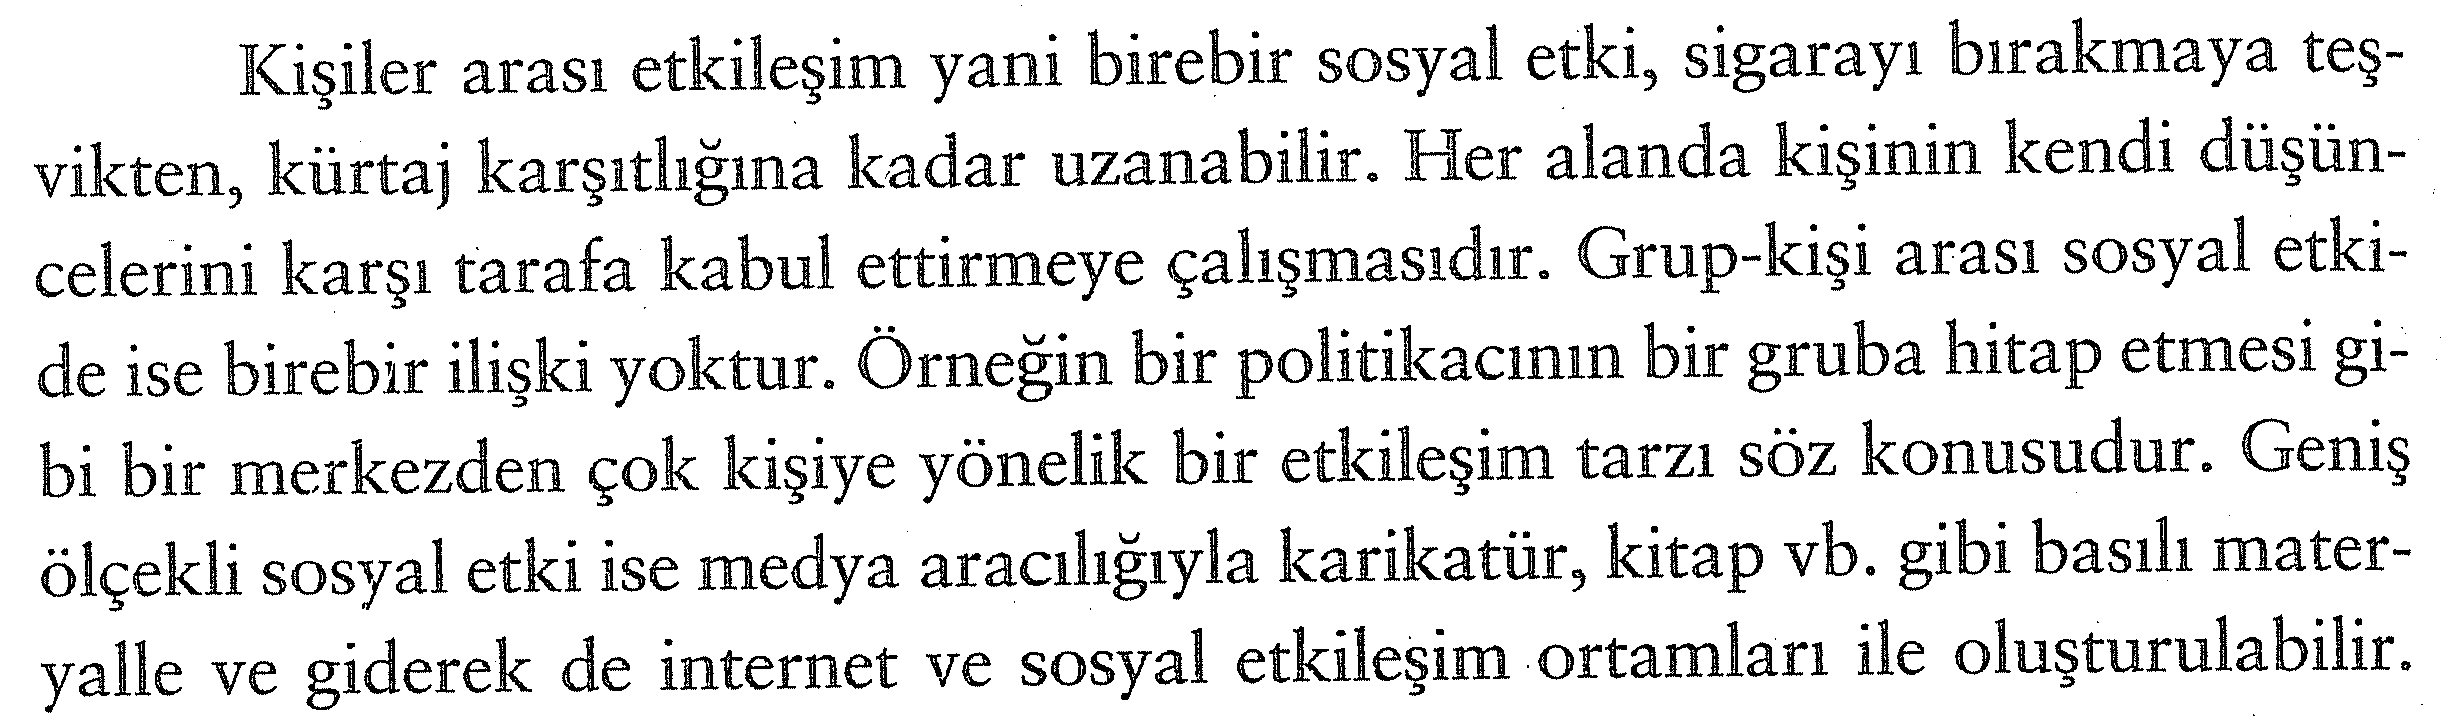 Kişiler arası etkileşim yani birebir sosyal etki, sigarayı bırakmaya teş-
vikten, kürtaj karşıtlığına kadar uzanabilir. Her alanda kişinin kendi düşün-
celerini karşı tarafa kabul ettirmeye çalışmasıdır. Grup-kişi arası sosyal etki-
de ise birebir ilişki yoktur. Örneğin bir politikacının bir gruba hitap etmesi gi-
bi bir merkezden çok kişiye yönelik bir etkileşim tarzı söz konusudur. Geniş
ölçekli sosyal etki ise medya aracılığıyla karikatür, kitap vb. gibi basılı mater-
yalle ve giderek de internet ve sosyal etkileşim ortamları ile oluşturulabilir.